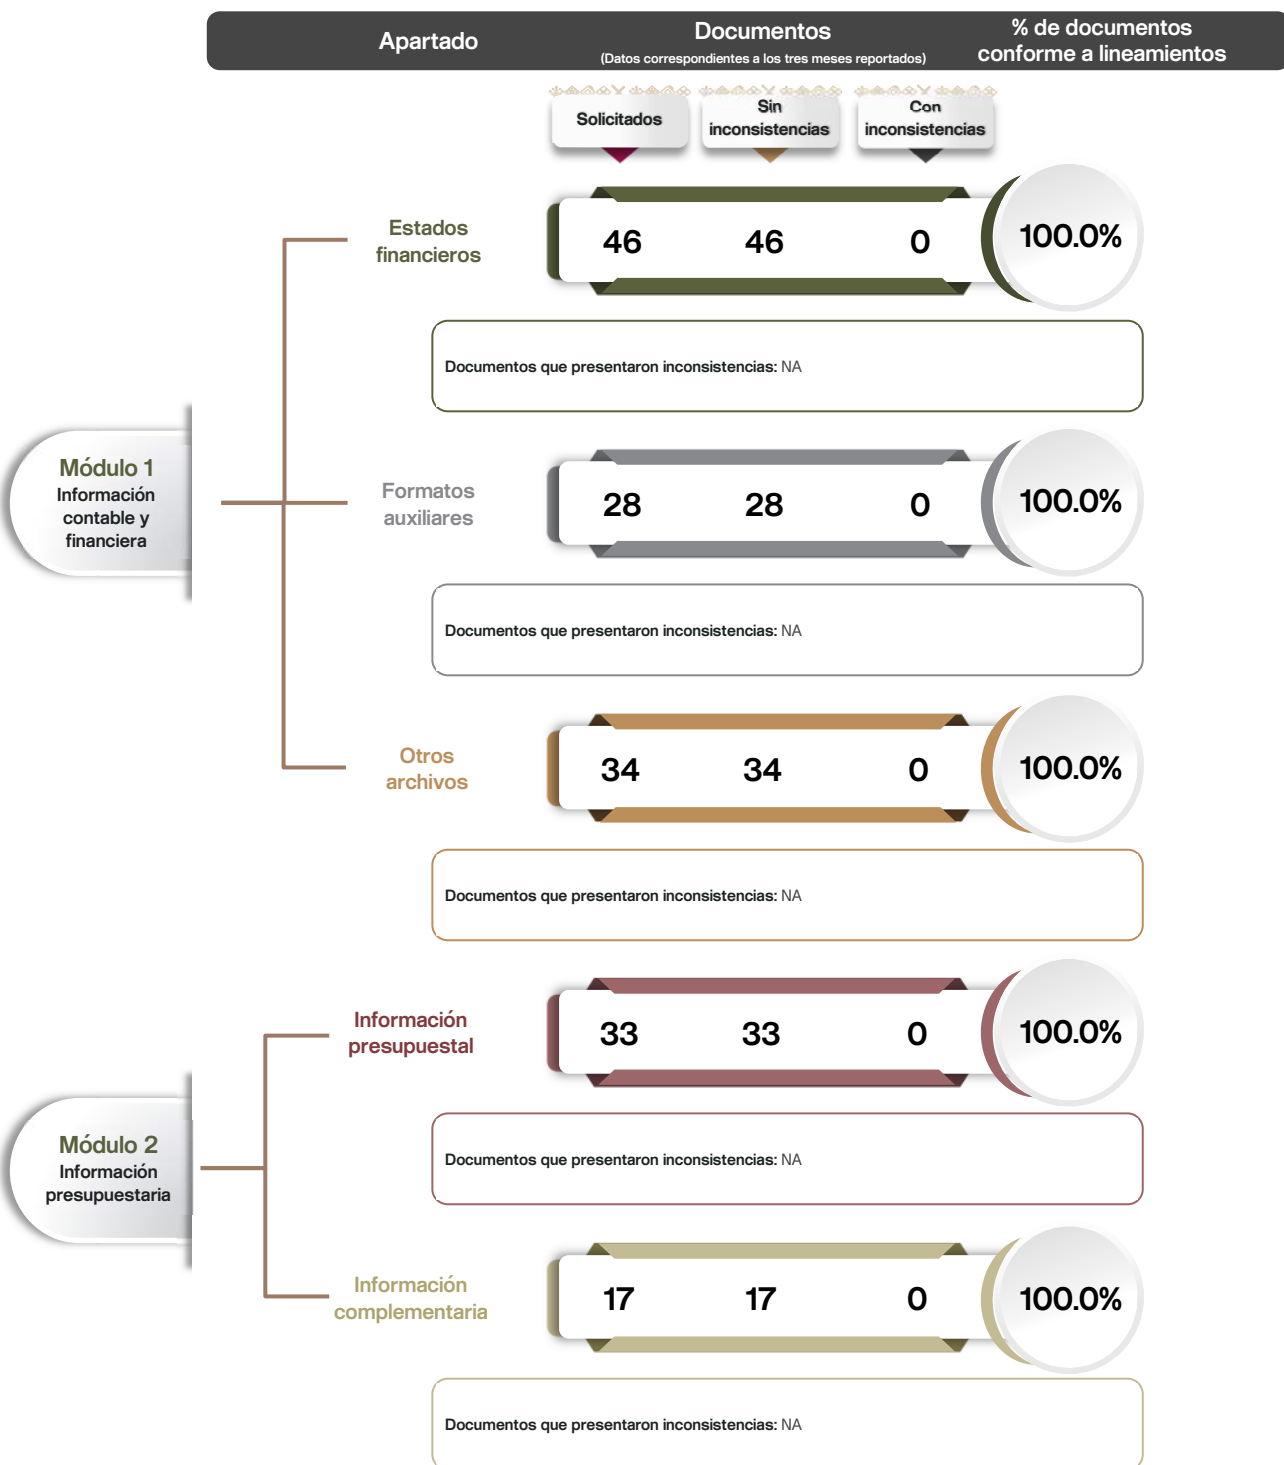 Apartado
Documentos
(Datos correspondientes a los tres meses reportados)
% de documentos
conforme a lineamientos
Solicitados
Sin
inconsistencias
Con
inconsistencias
Módulo 1
Información
contable y
financiera
Estados
financieros
46 46 0 100.0%
Documentos que presentaron inconsistencias: NA
Formatos
auxiliares
28 28 0 100.0%
Documentos que presentaron inconsistencias: NA
Otros
archivos
34 34 0 100.0%
Documentos que presentaron inconsistencias: NA
Módulo 2
Información
presupuestaria
Información
presupuestal
33 33 0 100.0%
Documentos que presentaron inconsistencias: NA
Información
complementaria
17 17 0 100.0%
Documentos que presentaron inconsistencias: NA